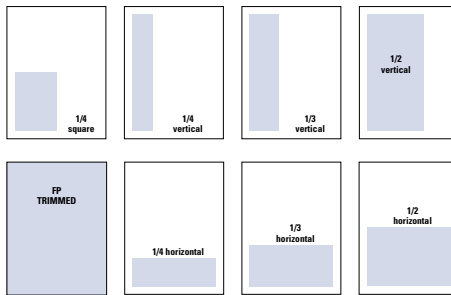 1/4
square
1/4
vertical
1/3
vertical
1/2
vertical
FP
TRIMMED
1/4 horizontal
1/3
horizontal
1/2
horizontal